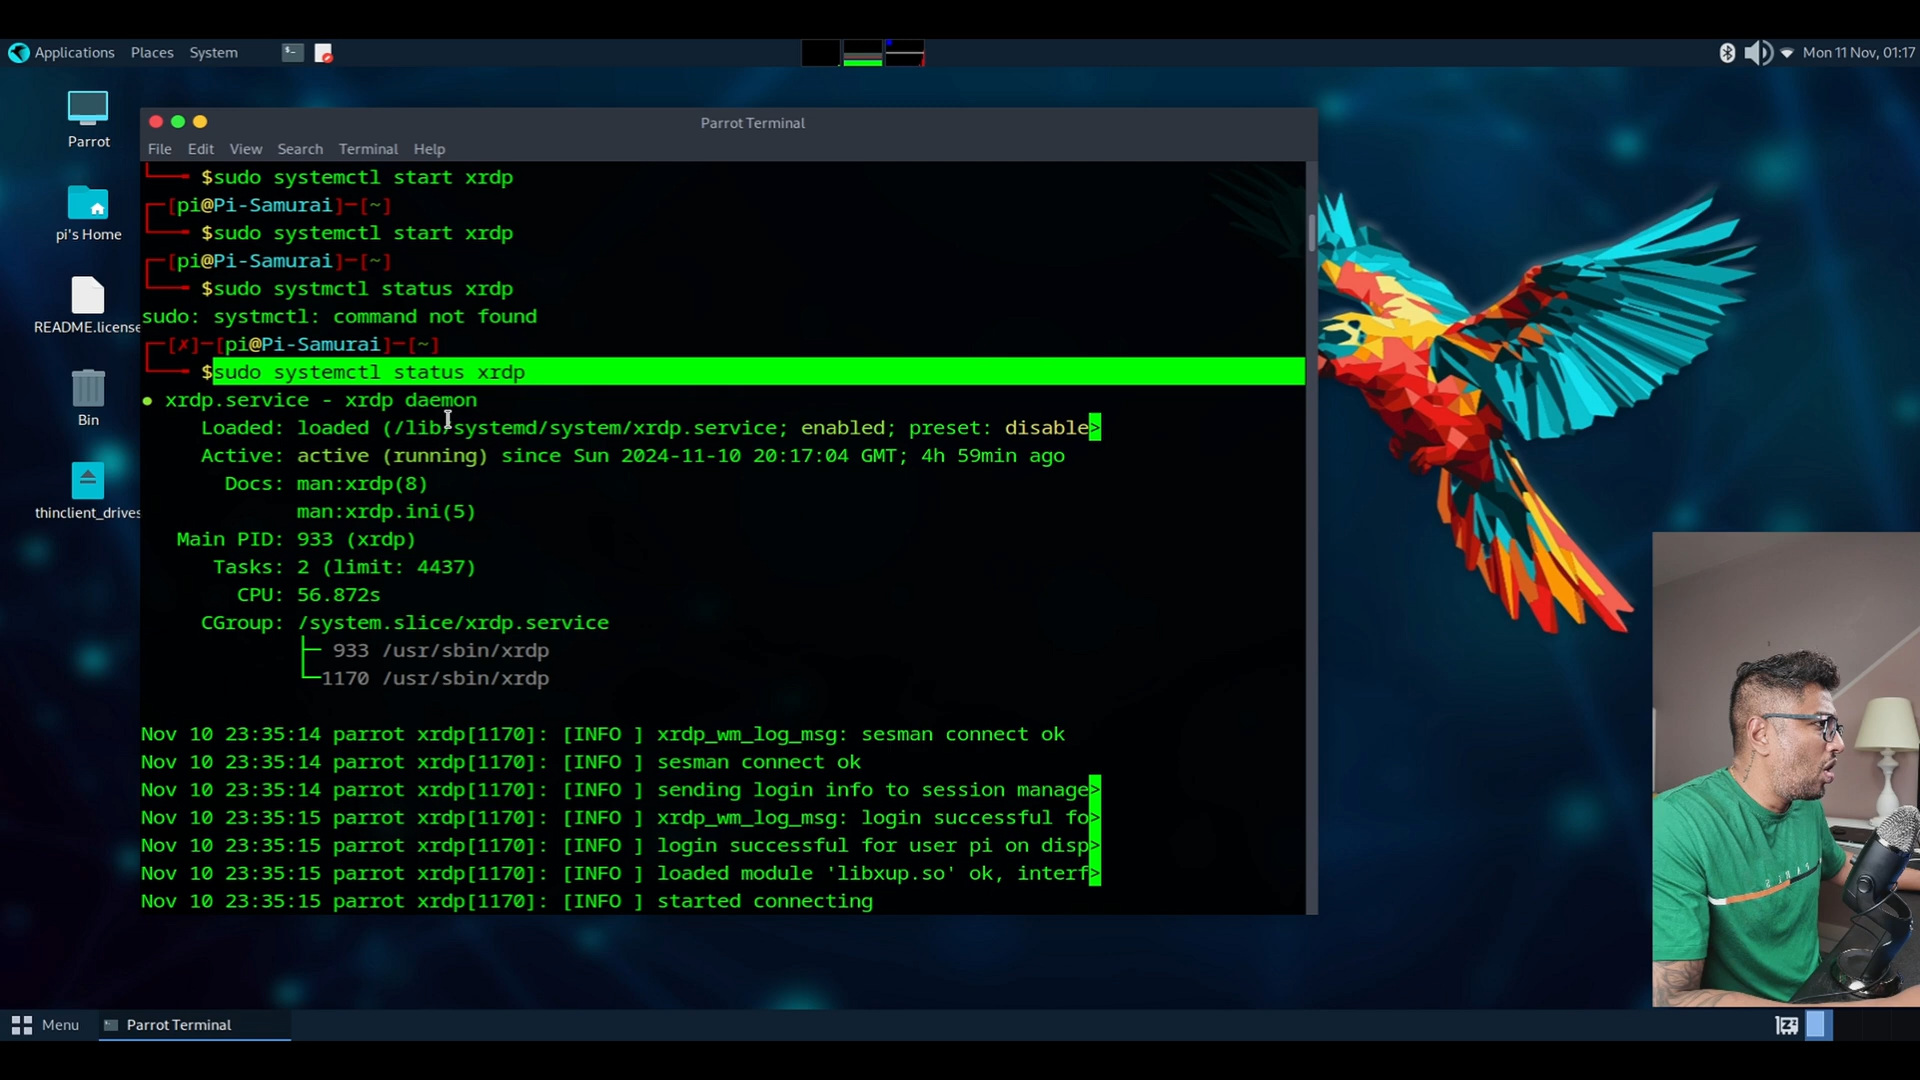 Applications Places System
Mon 11 Nov, 01:17
Parrot
pi's Home
README.license
Bin
thinclient_drives
Parrot Terminal
File Edit View Search Terminal Help
$sudo systemctl start xrdp
[pi@Pi-Samurai]─[~]
$sudo systemctl start xrdp
[pi@Pi-Samurai]─[~]
$sudo systmctl status xrdp
sudo: systmctl: command not found
[✗]─[pi@Pi-Samurai]─[~]
$sudo systemctl status xrdp
● xrdp.service - xrdp daemon
Loaded: loaded (/lib/systemd/system/xrdp.service; enabled; preset: disable>
Active: active (running) since Sun 2024-11-10 20:17:04 GMT; 4h 59min ago
Docs: man:xrdp(8)
man:xrdp.ini(5)
Main PID: 933 (xrdp)
Tasks: 2 (limit: 4437)
CPU: 56.872s
CGroup: /system.slice/xrdp.service
├─ 933 /usr/sbin/xrdp
└─1170 /usr/sbin/xrdp
Nov 10 23:35:14 parrot xrdp[1170]: [INFO ] xrdp_wm_log_msg: sesman connect ok
Nov 10 23:35:14 parrot xrdp[1170]: [INFO ] sesman connect ok
Nov 10 23:35:14 parrot xrdp[1170]: [INFO ] sending login info to session manage>
Nov 10 23:35:15 parrot xrdp[1170]: [INFO ] xrdp_wm_log_msg: login successful fo>
Nov 10 23:35:15 parrot xrdp[1170]: [INFO ] login successful for user pi on disp>
Nov 10 23:35:15 parrot xrdp[1170]: [INFO ] loaded module 'libxup.so' ok, interf>
Nov 10 23:35:15 parrot xrdp[1170]: [INFO ] started connecting
Menu Parrot Terminal